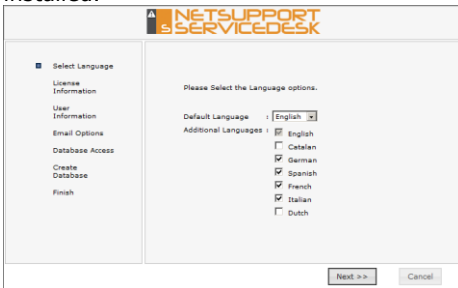 installed.
NETSUPPORT
SERVICEDESK
Select Language
License
Information
User
Information
Email Options
Database Access
Create
Database
Finish
Please Select the Language options.
Default Language : English
Additional Languages : English
Catalan
German
Spanish
French
Italian
Dutch
Next >> Cancel